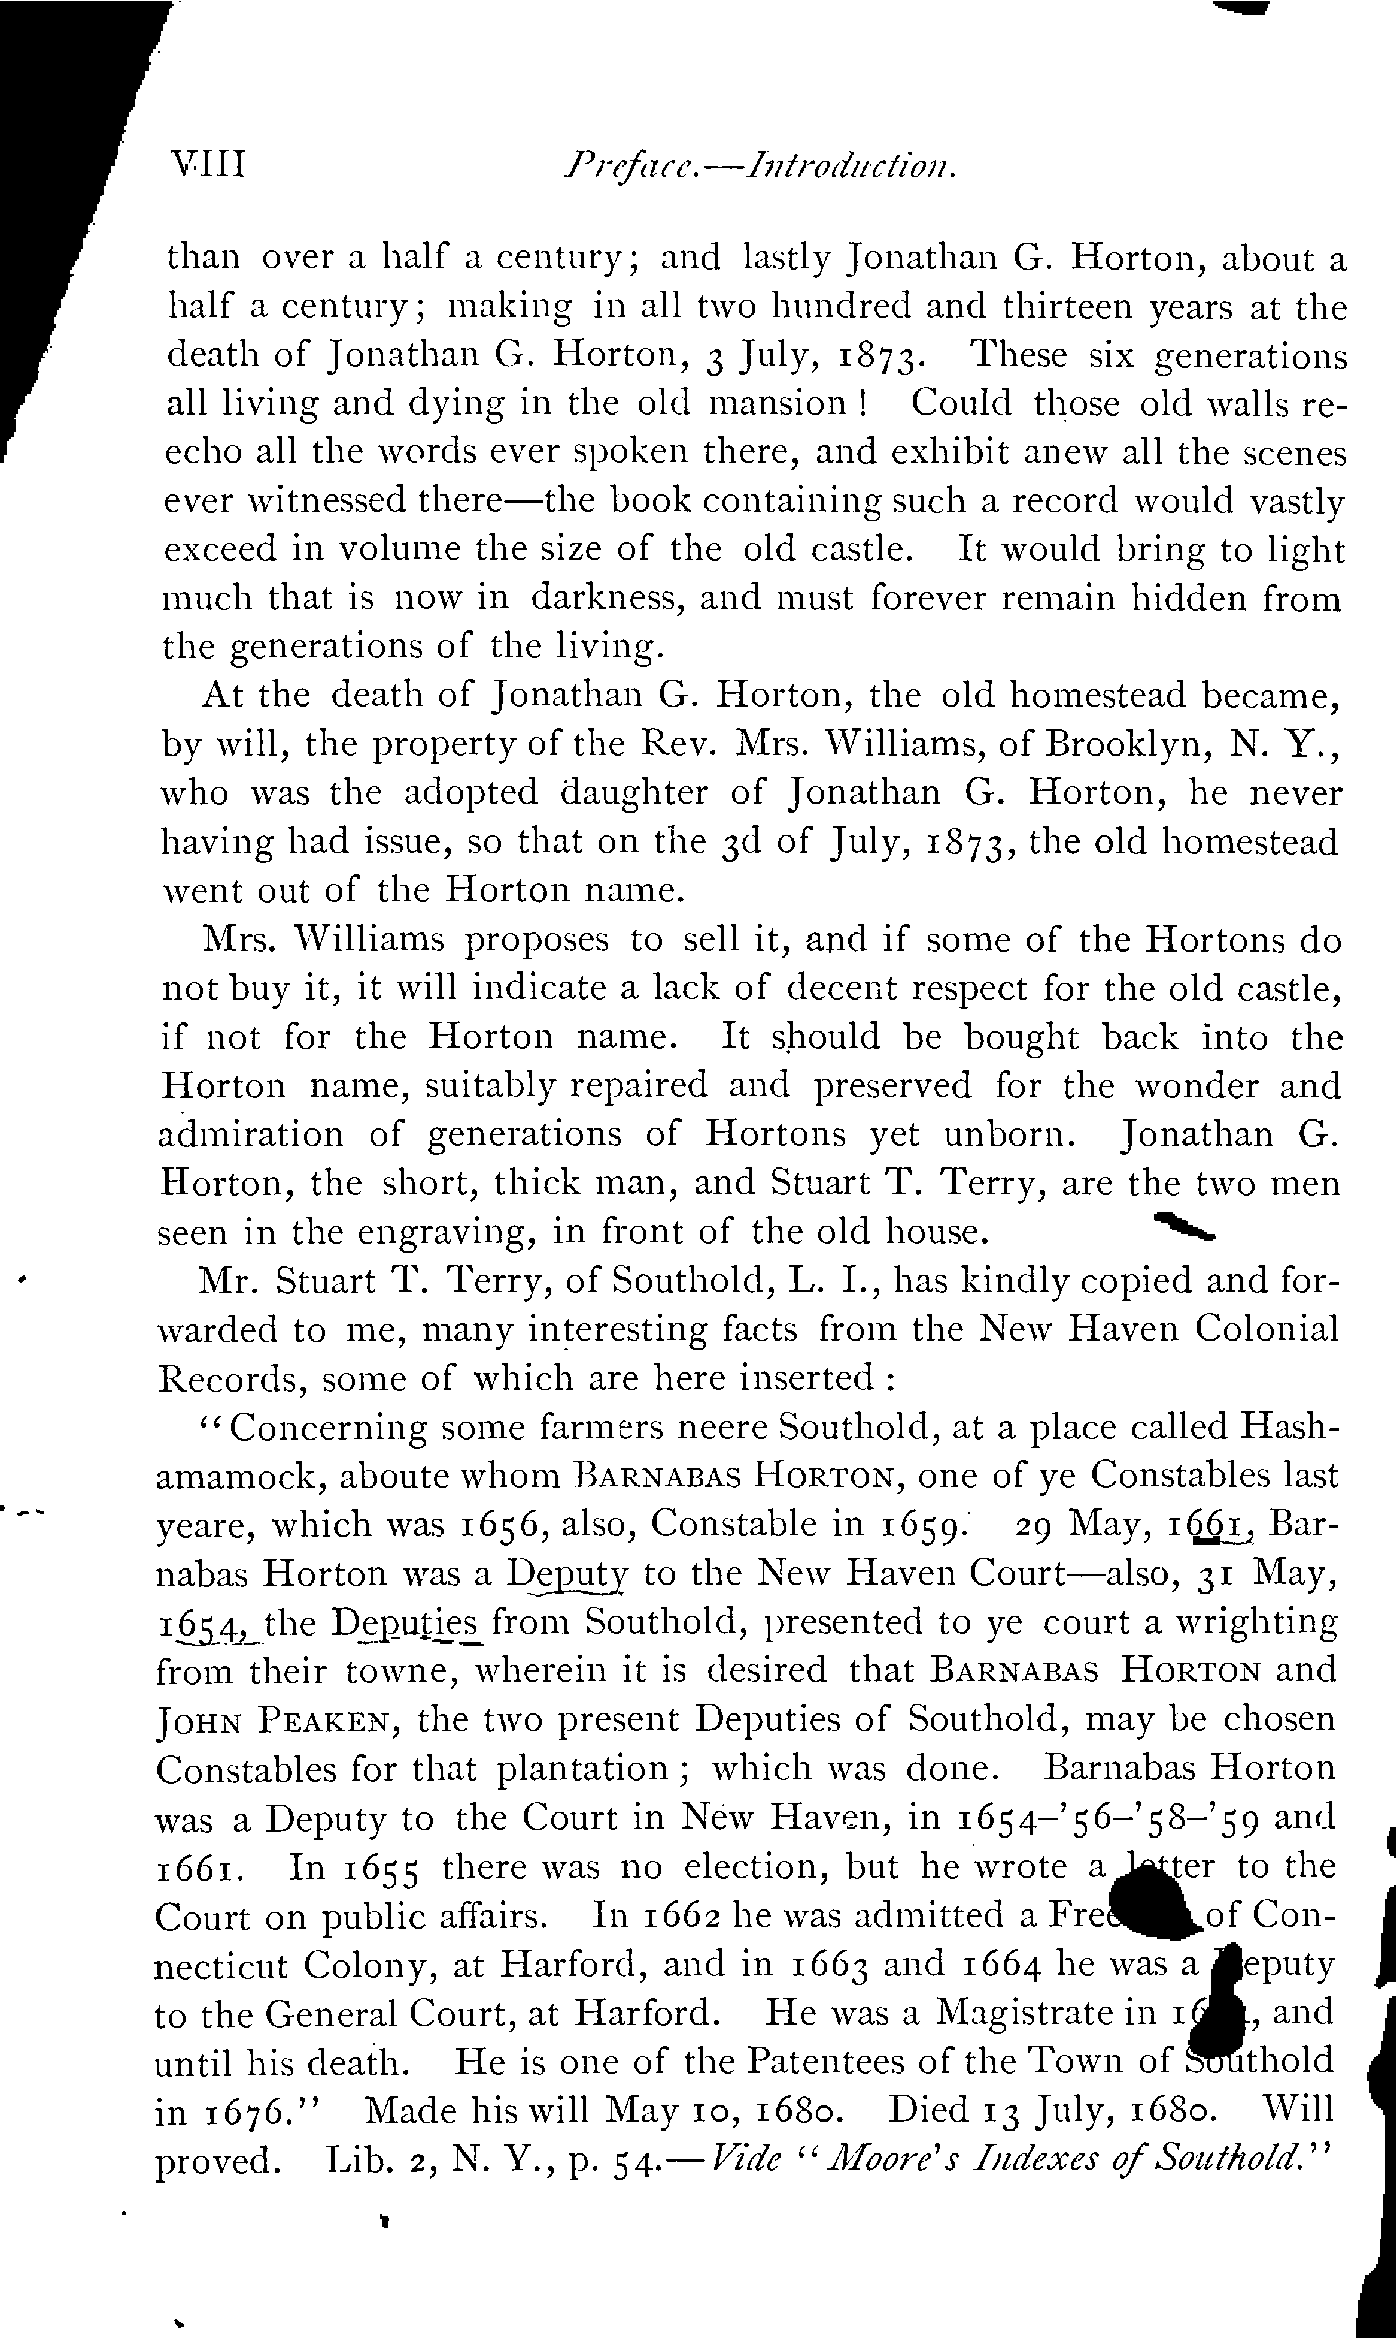 VIII Preface.—Introduction.
than over a half a century; and lastly Jonathan G. Horton, about a
half a century; making in all two hundred and thirteen years at the
death of Jonathan G. Horton, 3 July, 1873. These six generations
all living and dying in the old mansion! Could those old walls re-
echo all the words ever spoken there, and exhibit anew all the scenes
ever witnessed there—the book containing such a record would vastly
exceed in volume the size of the old castle. It would bring to light
much that is now in darkness, and must forever remain hidden from
the generations of the living.
At the death of Jonathan G. Horton, the old homestead became,
by will, the property of the Rev. Mrs. Williams, of Brooklyn, N. Y.,
who was the adopted daughter of Jonathan G. Horton, he never
having had issue, so that on the 3d of July, 1873, the old homestead
went out of the Horton name.
Mrs. Williams proposes to sell it, and if some of the Hortons do
not buy it, it will indicate a lack of decent respect for the old castle,
if not for the Horton name. It should be bought back into the
Horton name, suitably repaired and preserved for the wonder and
admiration of generations of Hortons yet unborn. Jonathan G.
Horton, the short, thick man, and Stuart T. Terry, are the two men
seen in the engraving, in front of the old house.
Mr. Stuart T. Terry, of Southold, L. I., has kindly copied and for-
warded to me, many interesting facts from the New Haven Colonial
Records, some of which are here inserted :
"Concerning some farmers neere Southold, at a place called Hash-
amamock, aboute whom BARNABAS HORTON, one of ye Constables last
yeare, which was 1656, also, Constable in 1659. 29 May, 1661, Bar-
nabas Horton was a Deputy to the New Haven Court—also, 31 May,
1654, the Deputies from Southold, presented to ye court a wrighting
from their towne, wherein it is desired that BARNABAS HORTON and
JOHN PEAKEN, the two present Deputies of Southold, may be chosen
Constables for that plantation ; which was done. Barnabas Horton
was a Deputy to the Court in New Haven, in 1654–'56–'58–'59 and
1661. In 1655 there was no election, but he wrote a letter to the
Court on public affairs. In 1662 he was admitted a of Con-
necticut Colony, at Harford, and in 1663 and 1664 he was a Deputy
to the General Court, at Harford. He was a Magistrate in and
until his death. He is one of the Patentees of the Town of Southold
in 1676." Made his will May 10, 1680. Died 13 July, 1680. Will
proved. Lib. 2, N. Y., p. 54.—Vide "Moore's Indexes of Southold."